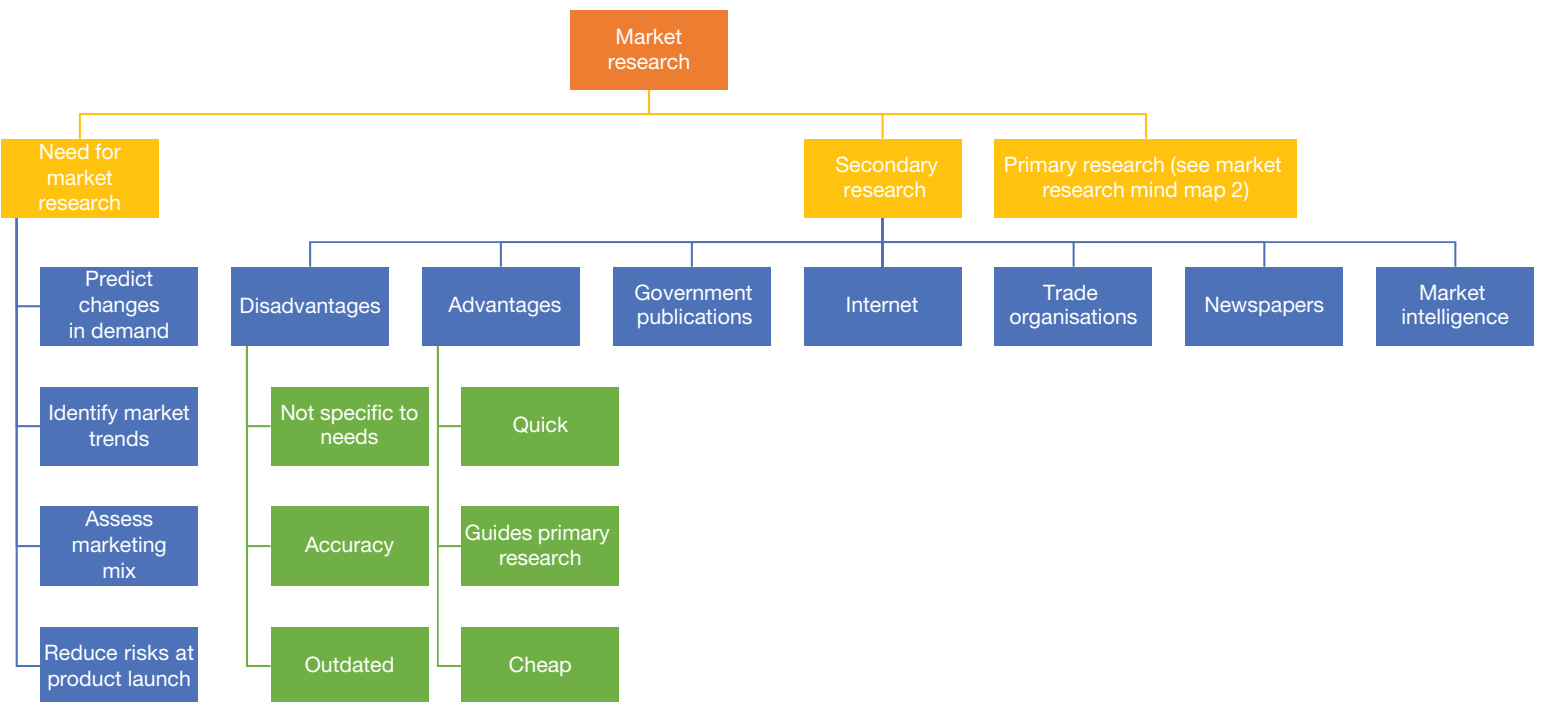 Market
research
Need for
market
research
Secondary
research
Primary research (see market
research mind map 2)
Predict
changes
in demand
Disadvantages
Advantages
Government
publications
Internet
Trade
organisations
Newspapers
Market
intelligence
Identify market
trends
Not specific to
needs
Quick
Assess
marketing
mix
Accuracy
Guides primary
research
Reduce risks at
product launch
Outdated
Cheap